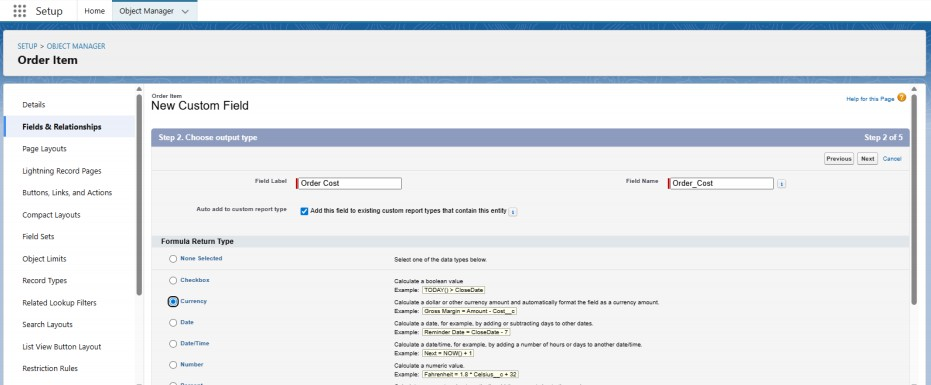 Setup
Home
Object Manager
SETUP > OBJECT MANAGER
Order Item
Details
Fields & Relationships
Page Layouts
Lightning Record Pages
Buttons, Links, and Actions
Compact Layouts
Field Sets
Object Limits
Record Types
Related Lookup Filters
Search Layouts
List View Button Layout
Restriction Rules
Order Item
New Custom Field
Help for this Page ?
Step 2. Choose output type
Step 2 of 5
Previous Next Cancel
Field Label Order Cost
Field Name Order_Cost i
Auto add to custom report type Add this field to existing custom report types that contain this entity i
Formula Return Type
None Selected Select one of the data types below.
Checkbox Calculate a boolean value
Example: TODAY() > CloseDate
Currency Calculate a dollar or other currency amount and automatically format the field as a currency amount.
Example: Gross Margin = Amount - Cost__c
Date Calculate a date, for example, by adding or subtracting days to other dates.
Example: Reminder Date = CloseDate - 7
Date/Time Calculate a date/time, for example, by adding a number of hours or days to another date/time.
Example: Next = NOW() + 1
Number Calculate a numeric value.
Example: Fahrenheit = 1.8 * Celsius__c + 32